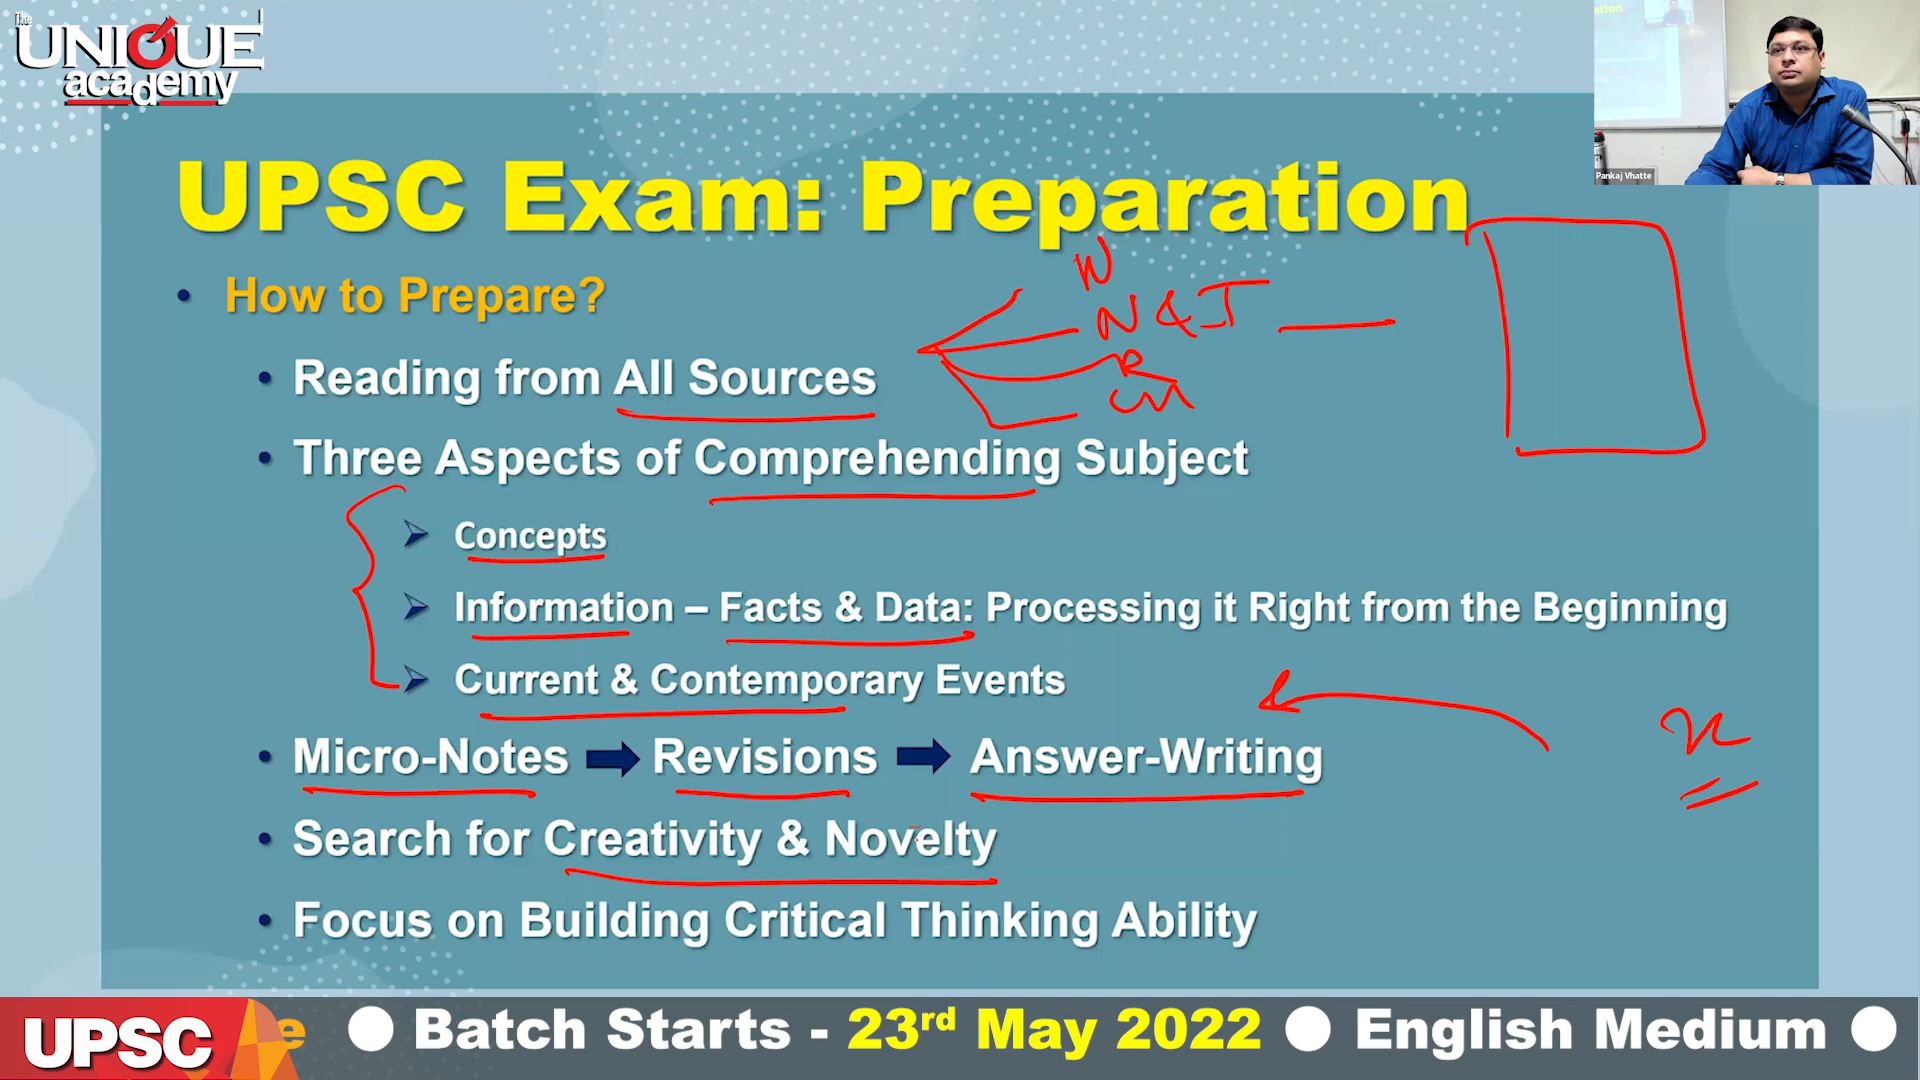 The
UNIQUE
academy
Pankaj Vhatte
UPSC Exam: Preparation
• How to Prepare?
• Reading from All Sources
N
N & I
R
CM
• Three Aspects of Comprehending Subject
➢ Concepts
➢ Information – Facts & Data: Processing it Right from the Beginning
➢ Current & Contemporary Events
• Micro-Notes ➡ Revisions ➡ Answer-Writing
• Search for Creativity & Novelty
• Focus on Building Critical Thinking Ability
UPSC
e ● Batch Starts - 23rd May 2022 ● English Medium ●